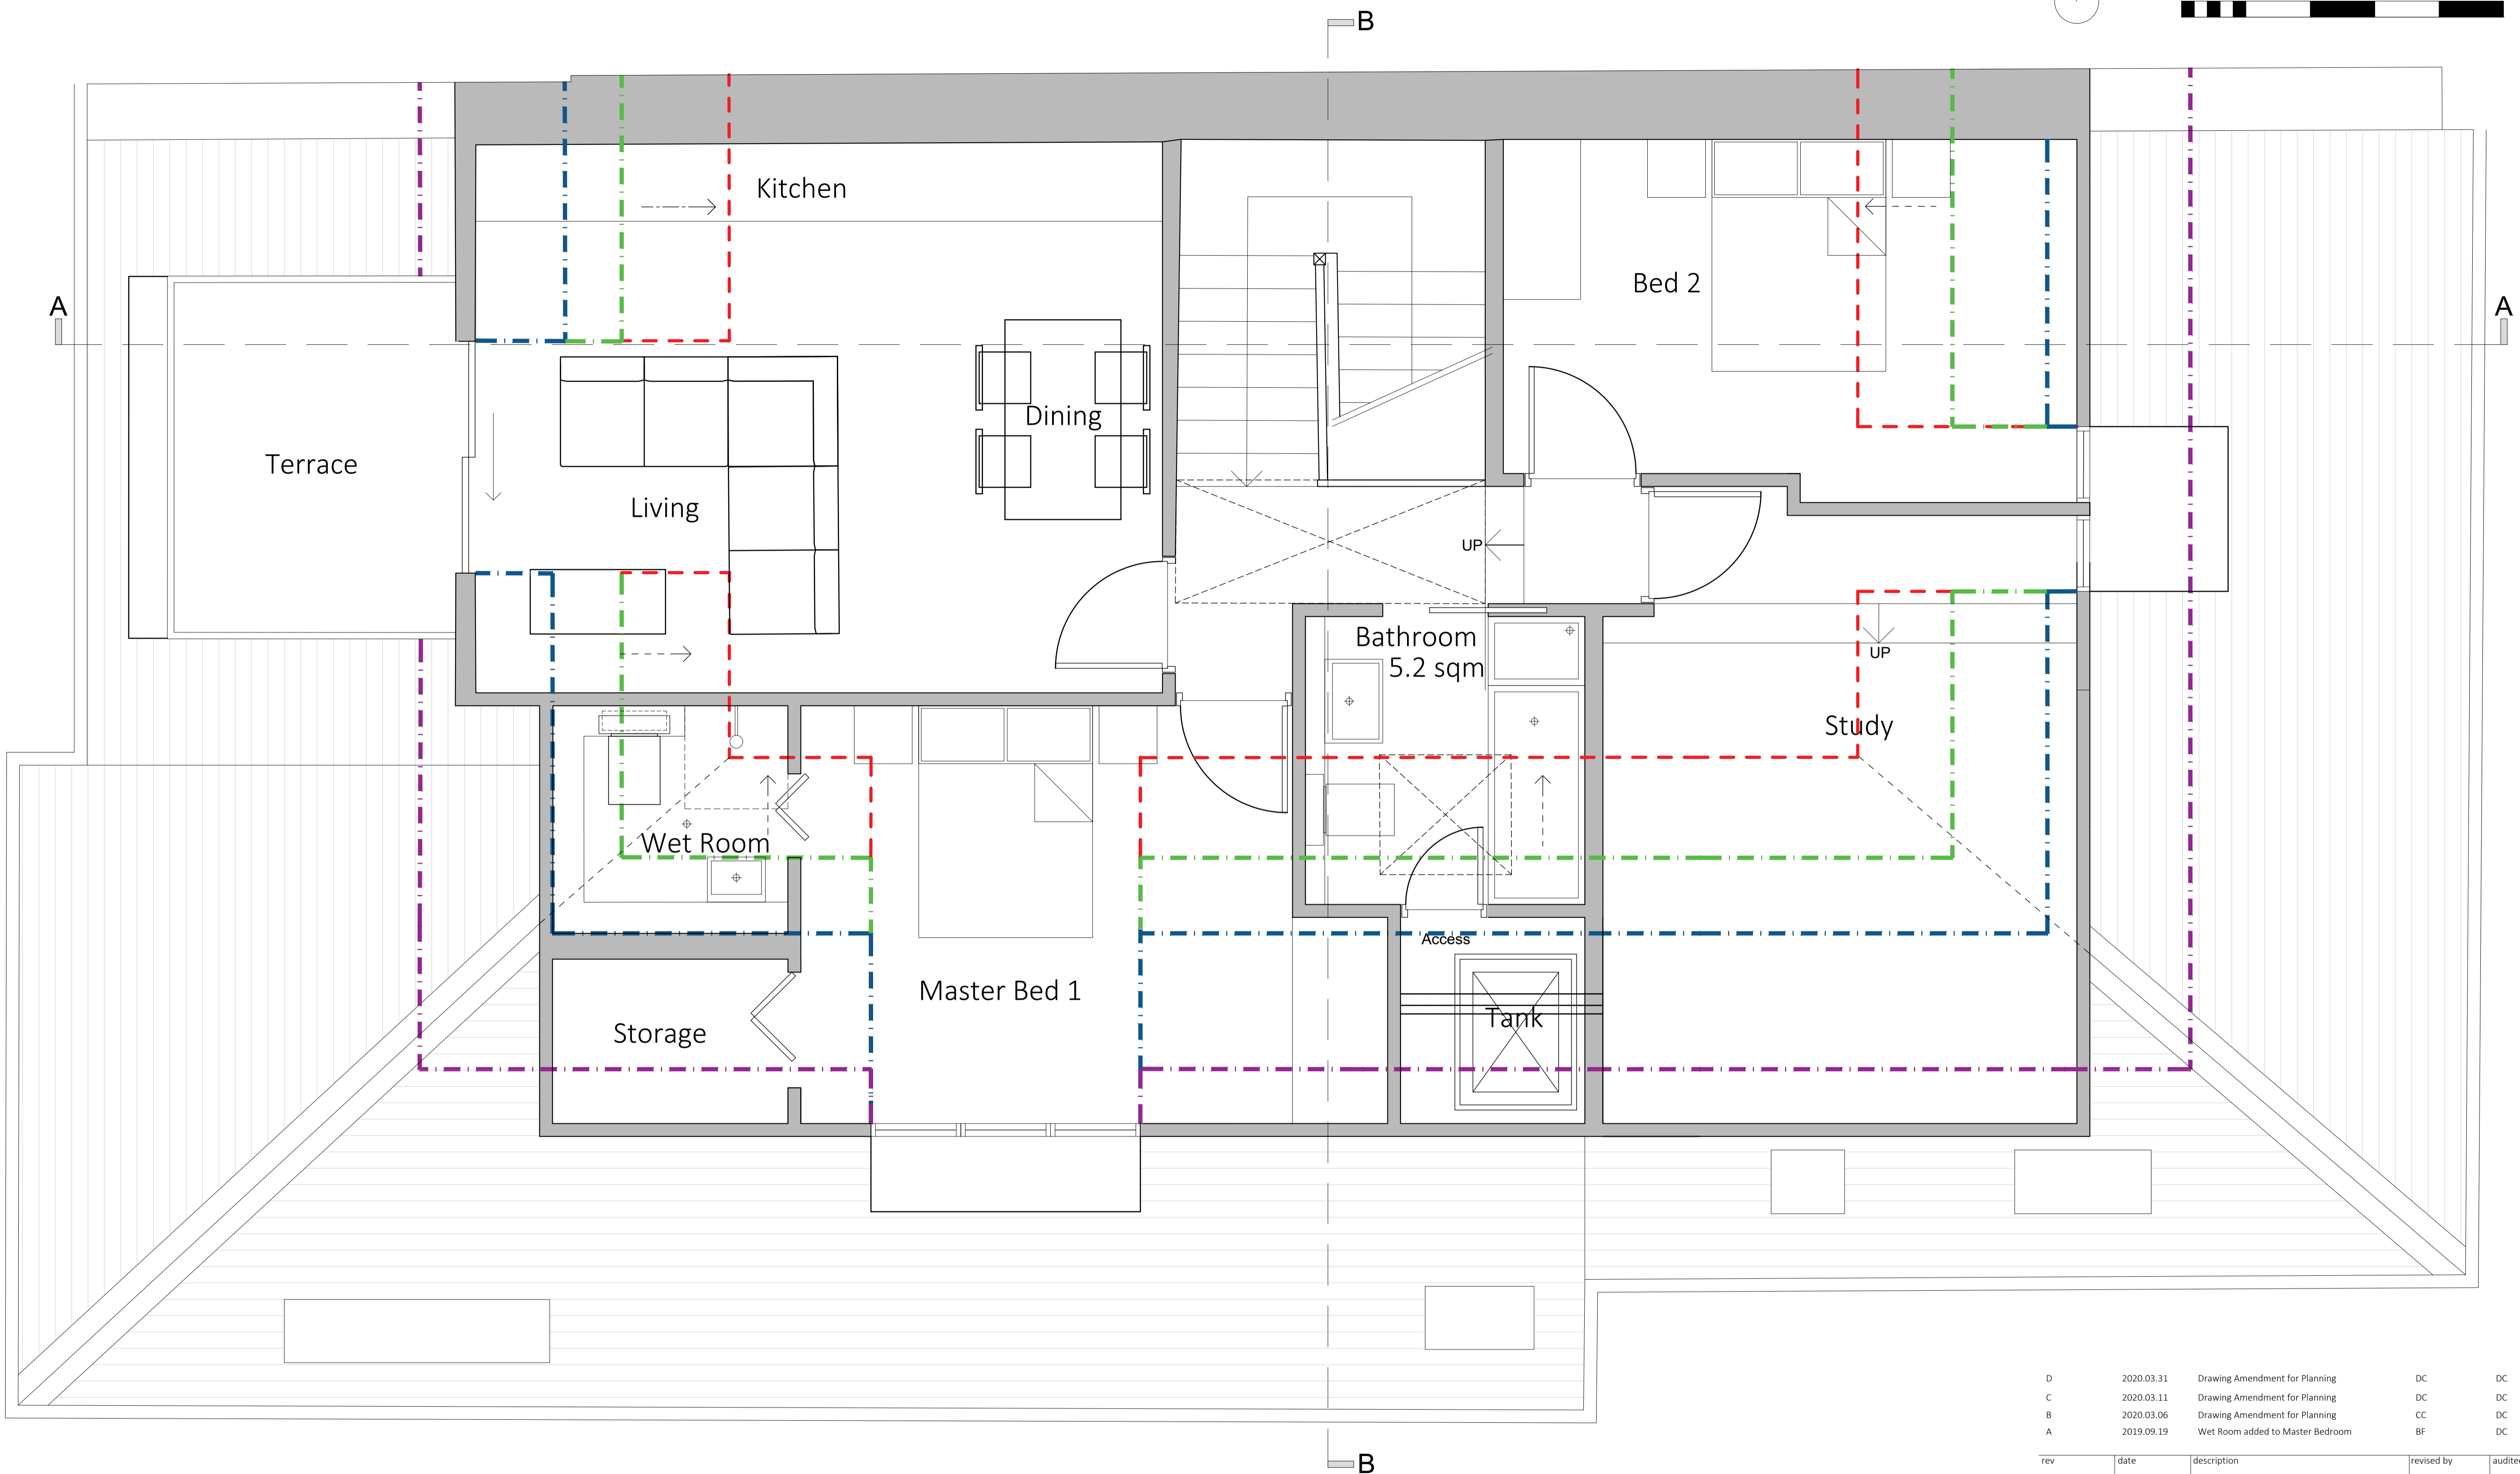 B
Kitchen
Bed 2
A
A
Dining
Terrace
Living
UP
Bathroom
5.2 sqm
UP
Study
Wet Room
Access
Master Bed 1
Tank
Storage
D 2020.03.31 Drawing Amendment for Planning DC DC
C 2020.03.11 Drawing Amendment for Planning DC DC
B 2020.03.06 Drawing Amendment for Planning CC DC
A 2019.09.19 Wet Room added to Master Bedroom BF DC
rev date description revised by audite
B